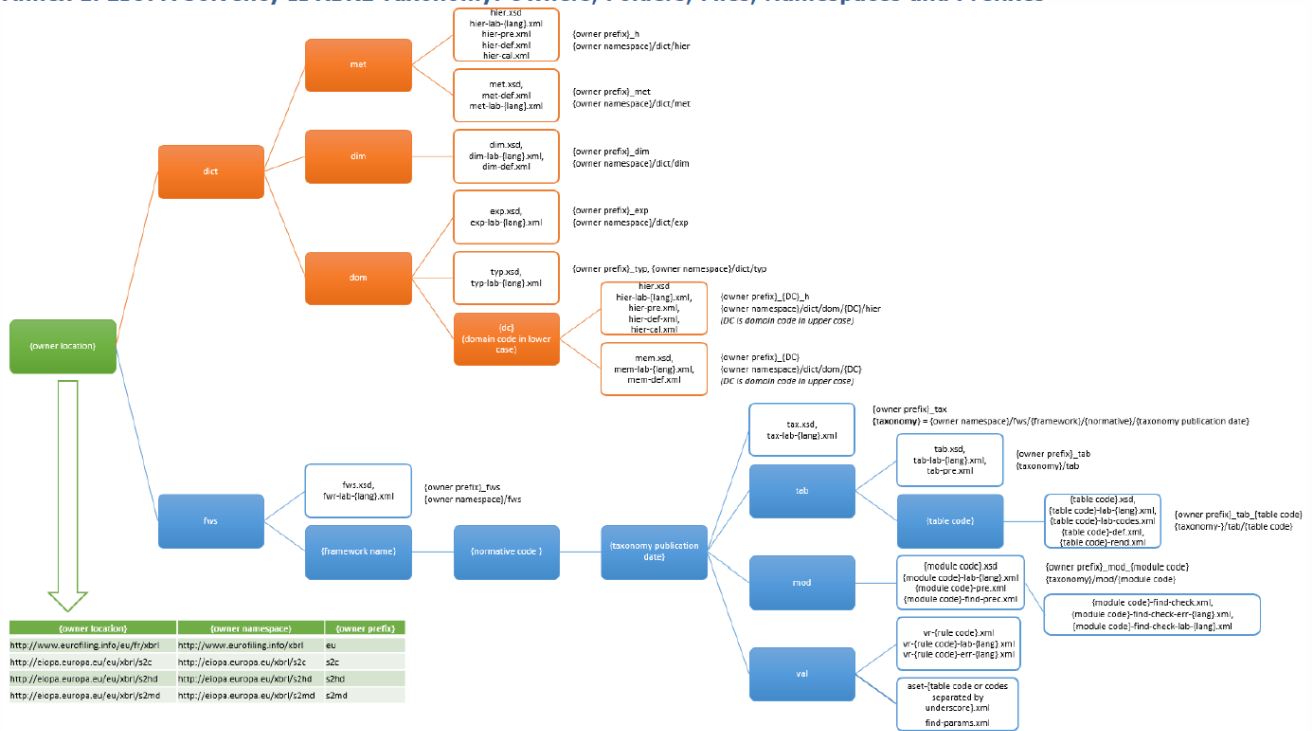 Annex 1: EIOPA Solvency II XBRL Taxonomy: Owners, Folders, Files, Namespaces and Prefixes
hier.xsd
hier-lab-{lang}.xml
hier-pre.xml
hier-def.xml
hier-cal.xml
{owner prefix}_h
{owner namespace}/dict/hier
met
met.xsd,
met-def.xml
met-lab-{lang}.xml
{owner prefix}_met
{owner namespace}/dict/met
dim
dim.xsd,
dim-lab-{lang}.xml,
dim-def.xml
{owner prefix}_dim
{owner namespace}/dict/dim
dict
exp.xsd,
exp-lab-{lang}.xml
{owner prefix}_exp
{owner namespace}/dict/exp
dom
typ.xsd,
typ-lab-{lang}.xml
{owner prefix}_typ, {owner namespace}/dict/typ
{dc}
(domain code in lower
case)
hier.xsd
hier-lab-{lang}.xml,
hier-pre.xml,
hier-def-xml,
hier-cal.xml
{owner prefix}_{DC}_h
{owner namespace}/dict/dom/{DC}/hier
(DC is domain code in upper case)
mem.xsd,
mem-lab-{lang}.xml,
mem-def.xml
{owner prefix}_{DC}
{owner namespace}/dict/dom/{DC}
(DC is domain code in upper case)
{owner location}
fws
fws.xsd,
fwr-lab-{lang}.xml
{owner prefix}_fws
{owner namespace}/fws
{framework name}
{normative code }
{taxonomy publication
date}
tax.xsd,
tax-lab-{lang}.xml
{owner prefix}_tax
{taxonomy} = {owner namespace}/fws/{framework}/{normative}/{taxonomy publication date}
tab
tab.xsd,
tab-lab-{lang}.xml,
tab-pre.xml
{owner prefix}_tab
{taxonomy}/tab
{table code}
{table code}.xsd,
{table code}-lab-{lang}.xml,
{table code}-lab-codes.xml
{table code}-def.xml,
{table code}-rend.xml
{owner prefix}_tab_{table code}
{taxonomy-}/tab/{table code}
mod
{module code}.xsd
{module code}-lab-{lang}.xml
{module code}-pre.xml
{module code}-find-prec.xml
{owner prefix}_mod_{module code}
{taxonomy}/mod/{module code}
{module code}-find-check.xml,
{module code}-find-check-err-{lang}.xml,
{module code}-find-check-lab-{lang}.xml
val
vr-{rule code}.xml
vr-{rule code}-lab-{lang}.xml
vr-{rule code}-err-{lang}.xml
aset-{table code or codes
separated by
underscore}.xml
find-params.xml
{owner location} {owner namespace} {owner prefix}
http://www.eurofiling.info/eu/fr/xbrl http://www.eurofiling.info/xbrl eu
http://eiopa.europa.eu/eu/xbrl/s2c http://eiopa.europa.eu/xbrl/s2c s2c
http://eiopa.europa.eu/eu/xbrl/s2hd http://eiopa.europa.eu/xbrl/s2hd s2hd
http://eiopa.europa.eu/eu/xbrl/s2md http://eiopa.europa.eu/xbrl/s2md s2md